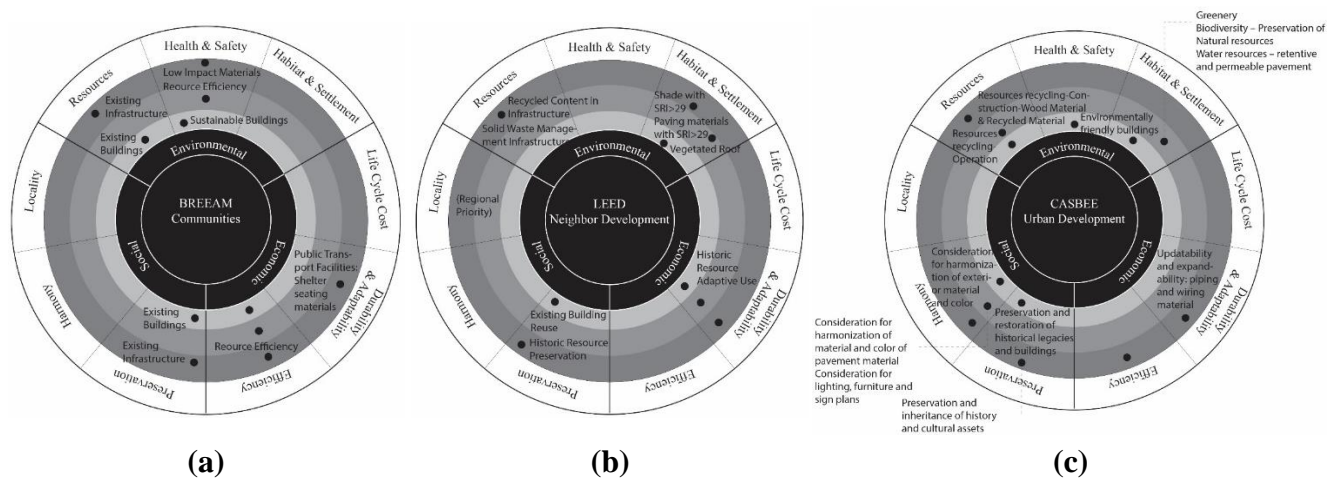 Health & Safety
Habitat & Settlement
Life Cycle Cost
Durability
& Adaptability
Efficiency
Preservation
Harmony
Locality
Resources
Low Impact Materials
Reource Efficiency
Existing
Infrastructure
Sustainable Buildings
Existing
Buildings
Environmental
BREEAM
Communities
Social
Economic
Public Trans-
port Facilities:
Shelter
seating
materials
Existing
Buildings
Existing
Infrastructure
Reource Efficiency
(a)
Health & Safety
Habitat & Settlement
Life Cycle Cost
Durability
& Adaptability
Efficiency
Preservation
Harmony
Locality
Resources
Recycled Content in
Infrastructure
Solid Waste Manage-
ment Infrastructure
Shade with
SRI>29
Paving materials
with SRI>29
Vegetated Roof
Environmental
(Regional
Priority)
LEED
Neighbor Development
Social
Economic
Historic
Resource
Adaptive Use
Existing Building
Reuse
Historic Resource
Preservation
(b)
Greenery
Biodiversity – Preservation of
Natural resources
Water resources – retentive
and permeable pavement
Health & Safety
Habitat & Settlement
Life Cycle Cost
Durability
& Adaptability
Efficiency
Preservation
Harmony
Locality
Resources
Resources recycling-Con-
struction-Wood Material
& Recycled Material
Resources
recycling
Operation
Environmentally
friendly buildings
Environmental
CASBEE
Urban Development
Social
Economic
Consideration
for harmoniza-
tion of exteri-
or material
and color
Updatability
and expand-
ability: piping
and wiring
material
Preservation and
restoration of
historical legacies
and buildings
Consideration for
harmonization of
material and color of
pavement material
Consideration for
lighting, furniture and
sign plans
Preservation and
inheritance of history
and cultural assets
(c)